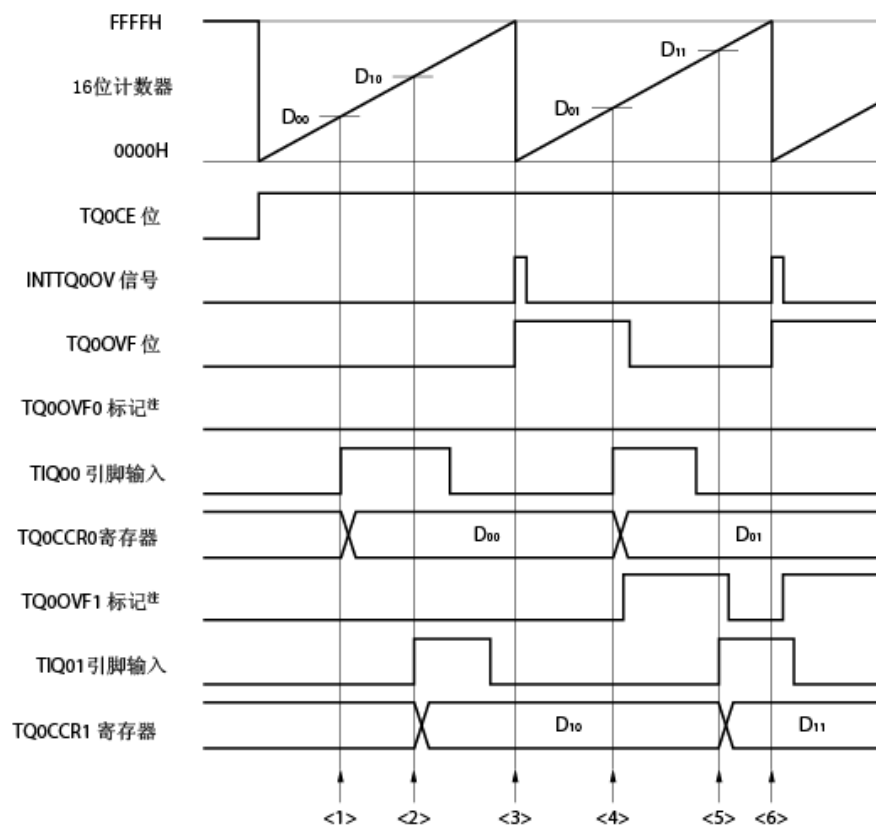 FFFFH
16位计数器
0000H
D00
D10
D01
D11
TQ0CE 位
INTTQ0OV 信号
TQ0OVF 位
TQ0OVF0 标记注
TIQ00 引脚输入
TQ0CCR0寄存器
D00
D01
TQ0OVF1 标记注
TIQ01引脚输入
TQ0CCR1 寄存器
D10
D11
<1> <2> <3> <4> <5> <6>